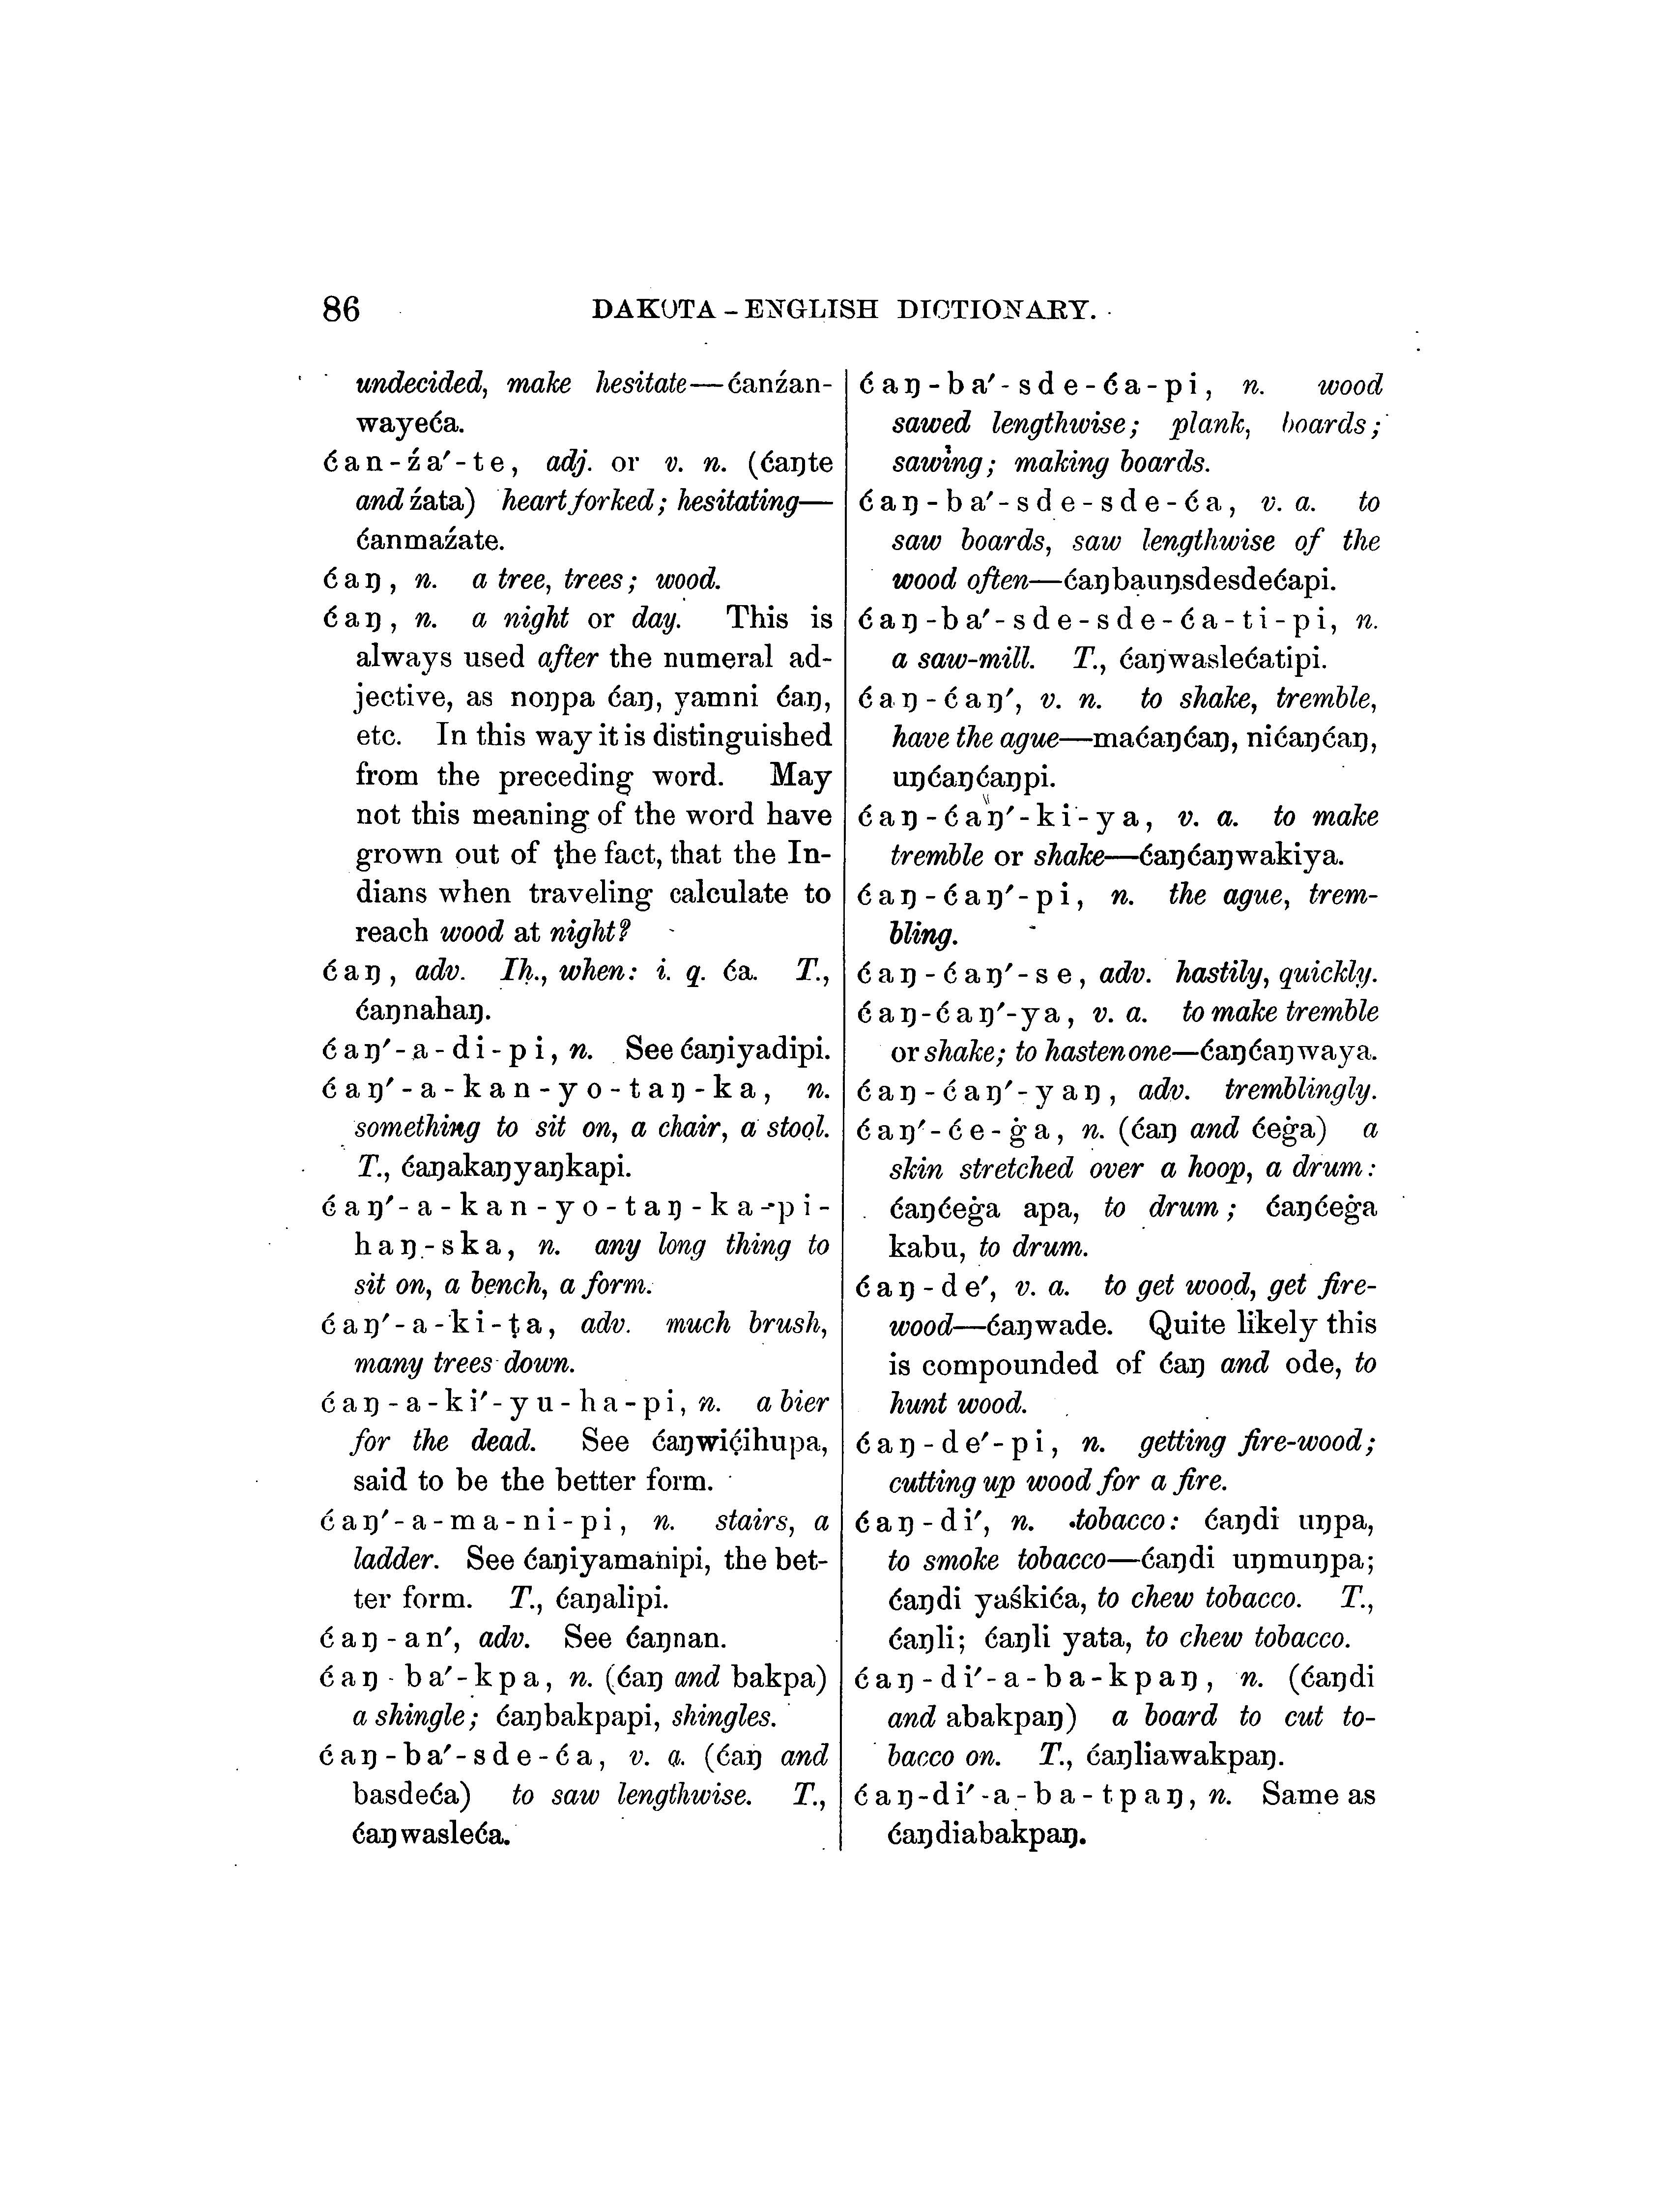 86
DAKOTA – ENGLISH DICTIONARY.
undecided, make hesitate—ćanźan-
wayeća.
ćan-źa′-te, adj. or v. n. (ćaŋte
and źata) heart forked; hesitating—
ćanmaźate.
ćaŋ, n. a tree, trees; wood.
ćaŋ, n. a night or day. This is
always used after the numeral ad-
jective, as noŋpa ćaŋ, yamni ćaŋ,
etc. In this way it is distinguished
from the preceding word. May
not this meaning of the word have
grown out of the fact, that the In-
dians when traveling calculate to
reach wood at night?
ćaŋ, adv. Ih., when: i. q. ća. T.,
ćaŋnahaŋ.
ćaŋ′-a-di-pi, n. See ćaŋiyadipi.
ćaŋ′-a-kan-yo-taŋ-ka, n.
something to sit on, a chair, a stool.
T., ćaŋakaŋyaŋkapi.
ćaŋ′-a-kan-yo-taŋ-ka-pi-
haŋ-ska, n. any long thing to
sit on, a bench, a form.
ćaŋ′-a-ki-ṭa, adv. much brush,
many trees down.
ćaŋ-a-ki′-yu-ha-pi, n. a bier
for the dead. See ćaŋwić̣ihupa,
said to be the better form.
ćaŋ′-a-ma-ni-pi, n. stairs, a
ladder. See ćaŋiyamanipi, the bet-
ter form. T., ćaŋalipi.
ćaŋ-an′, adv. See ćaŋnan.
ćaŋ-ba′-kpa, n. (ćaŋ and bakpa)
a shingle; ćaŋbakpapi, shingles.
ćaŋ-ba′-sde-ća, v. a. (ćaŋ and
basdeća) to saw lengthwise. T.,
ćaŋwasleća.
ćaŋ-ba′-sde-ća-pi, n. wood
sawed lengthwise; plank, boards;
sawing; making boards.
ćaŋ-ba′-sde-sde-ća, v. a. to
saw boards, saw lengthwise of the
wood often—ćaŋbauŋsdesdećapi.
ćaŋ-ba′-sde-sde-ća-ti-pi, n.
a saw-mill. T., ćaŋwaslećatipi.
ćaŋ-ćaŋ′, v. n. to shake, tremble,
have the ague—maćaŋćaŋ, nićaŋćaŋ,
uŋćaŋćaŋpi.
ćaŋ-ćaŋ′-ki-ya, v. a. to make
tremble or shake—ćaŋćaŋwakiya.
ćaŋ-ćaŋ′-pi, n. the ague, trem-
bling.
ćaŋ-ćaŋ′-se, adv. hastily, quickly.
ćaŋ-ćaŋ′-ya, v. a. to make tremble
or shake; to hasten one—ćaŋćaŋwaya.
ćaŋ-ćaŋ′-yaŋ, adv. tremblingly.
ćaŋ′-će-ġa, n. (ćaŋ and ćeġa) a
skin stretched over a hoop, a drum:
ćaŋćeġa apa, to drum; ćaŋćeġa
kabu, to drum.
ćaŋ-de′, v. a. to get wood, get fire-
wood—ćaŋwade. Quite likely this
is compounded of ćaŋ and ode, to
hunt wood.
ćaŋ-de′-pi, n. getting fire-wood;
cutting up wood for a fire.
ćaŋ-di′, n. tobacco: ćaŋdi uŋpa,
to smoke tobacco—ćaŋdi uŋmuŋpa;
ćaŋdi yaśkića, to chew tobacco. T.,
ćaŋli; ćaŋli yata, to chew tobacco.
ćaŋ-di′-a-ba-kpaŋ, n. (ćaŋdi
and abakpaŋ) a board to cut to-
bacco on. T., ćaŋliawakpaŋ.
ćaŋ-di′-a-ba-tpaŋ, n. Same as
ćaŋdiabakpaŋ.